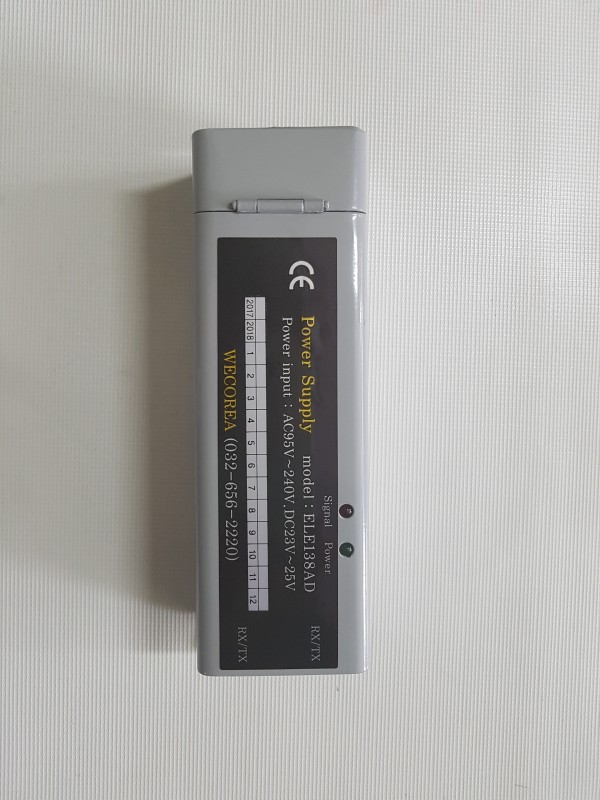 CE
Power Supply model : ELE138AD
Power input : AC95V~240V.DC23V~25V
2017 2018 1 2 3 4 5 6 7 8 9 10 11 12
WECOREA (032-656-2220)
Signal Power
RX/TX
RX/TX